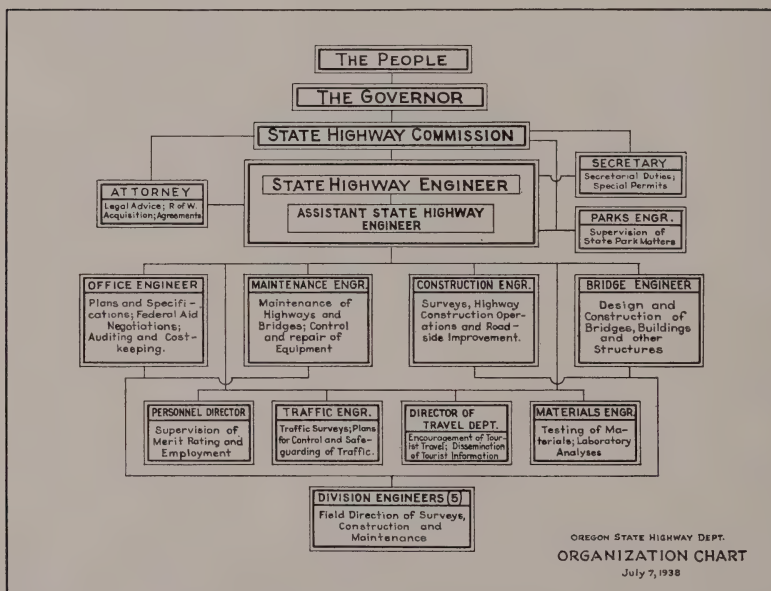 THE PEOPLE
THE GOVERNOR
STATE HIGHWAY COMMISSION
STATE HIGHWAY ENGINEER
ASSISTANT STATE HIGHWAY
ENGINEER
ATTORNEY
Legal Advice; R of W.
Acquisition; Agreements
SECRETARY
Secretarial Duties;
Special Permits
PARKS ENGR.
Supervision of
State Park Matters
OFFICE ENGINEER
Plans and Specifi-
cations; Federal Aid
Negotiations;
Auditing and Cost-
keeping.
MAINTENANCE ENGR.
Maintenance of
Highways and
Bridges; Control
and repair of
Equipment
CONSTRUCTION ENGR.
Surveys, Highway
Construction Oper-
ations and Road-
side Improvement.
BRIDGE ENGINEER
Design and
Construction of
Bridges, Buildings
and other
Structures
PERSONNEL DIRECTOR
Supervision of
Merit Rating and
Employment
TRAFFIC ENGR.
Traffic Surveys; Plans
for Control and Safe-
guarding of Traffic.
DIRECTOR OF
TRAVEL DEPT.
Encouragement of Tour-
ist Travel; Dissemination
of Tourist Information
MATERIALS ENGR.
Testing of Ma-
terials; Laboratory
Analyses
DIVISION ENGINEERS (5)
Field Direction of Surveys,
Construction and
Maintenance
OREGON STATE HIGHWAY DEPT.
ORGANIZATION CHART
July 7, 1938